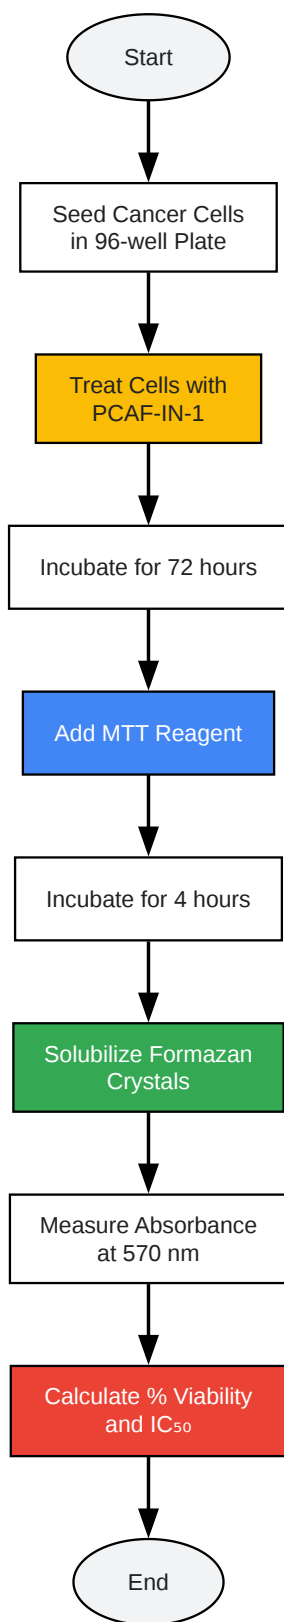 Start
Seed Cancer Cells
in 96-well Plate
Treat Cells with
PCAF-IN-1
Incubate for 72 hours
Add MTT Reagent
Incubate for 4 hours
Solubilize Formazan
Crystals
Measure Absorbance
at 570 nm
Calculate % Viability
and IC₅₀
End